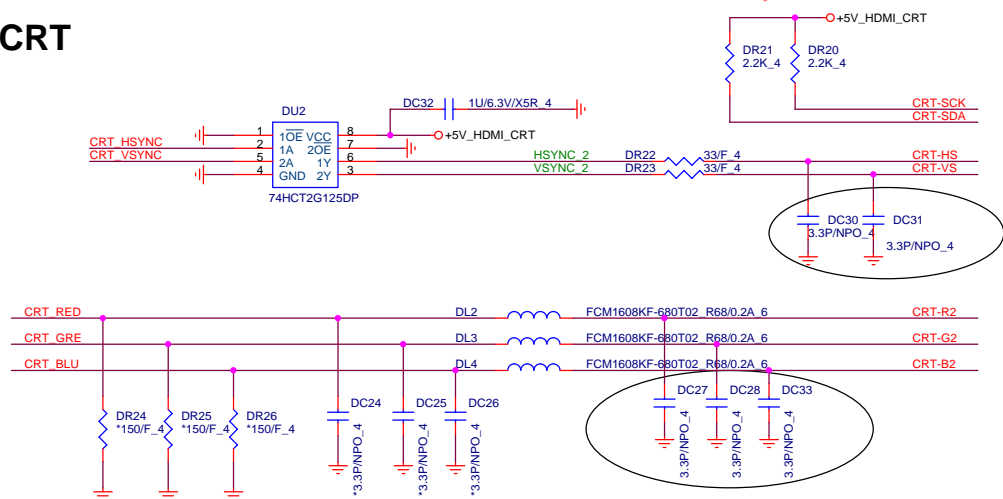 CRT
+5V_HDMI_CRT
DR21
2.2K_4
DR20
2.2K_4
CRT-SCK
CRT-SDA
DC32
1U/6.3V/X5R_4
+5V_HDMI_CRT
DU2
1 1OE VCC 8
2 1A 2OE 7
5 2A 1Y 6
4 GND 2Y 3
74HCT2G125DP
CRT_HSYNC
CRT_VSYNC
HSYNC_2 DR22 33/F_4 CRT-HS
VSYNC_2 DR23 33/F_4 CRT-VS
DC30
3.3P/NPO_4
DC31
3.3P/NPO_4
CRT_RED DL2 FCM1608KF-680T02_R68/0.2A_6 CRT-R2
CRT_GRE DL3 FCM1608KF-680T02_R68/0.2A_6 CRT-G2
CRT_BLU DL4 FCM1608KF-680T02_R68/0.2A_6 CRT-B2
DR24
*150/F_4
DR25
*150/F_4
DR26
*150/F_4
DC24
*3.3P/NPO_4
DC25
*3.3P/NPO_4
DC26
*3.3P/NPO_4
DC27
3.3P/NPO_4
DC28
3.3P/NPO_4
DC33
3.3P/NPO_4